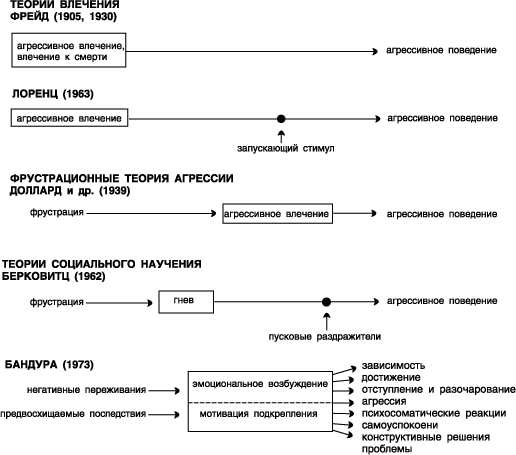 ТЕОРИИ ВЛЕЧЕНИЯ
ФРЕЙД (1905, 1930)
агрессивное влечение,
влечение к смерти
агрессивное поведение
ЛОРЕНЦ (1963)
агрессивное влечение
агрессивное поведение
запускающий стимул
ФРУСТРАЦИОННЫЕ ТЕОРИЯ АГРЕССИИ
ДОЛЛАРД и др. (1939)
фрустрация
агрессивное влечение
агрессивное поведение
ТЕОРИИ СОЦИАЛЬНОГО НАУЧЕНИЯ
БЕРКОВИТЦ (1962)
фрустрация
гнев
агрессивное поведение
пусковые раздражители
БАНДУРА (1973)
негативные переживания
предвосхищаемые последствия
эмоциональное возбуждение
мотивация подкрепления
зависимость
достижение
отступление и разочарование
агрессия
психосоматические реакции
самоуспокоени
конструктивные решения
проблемы